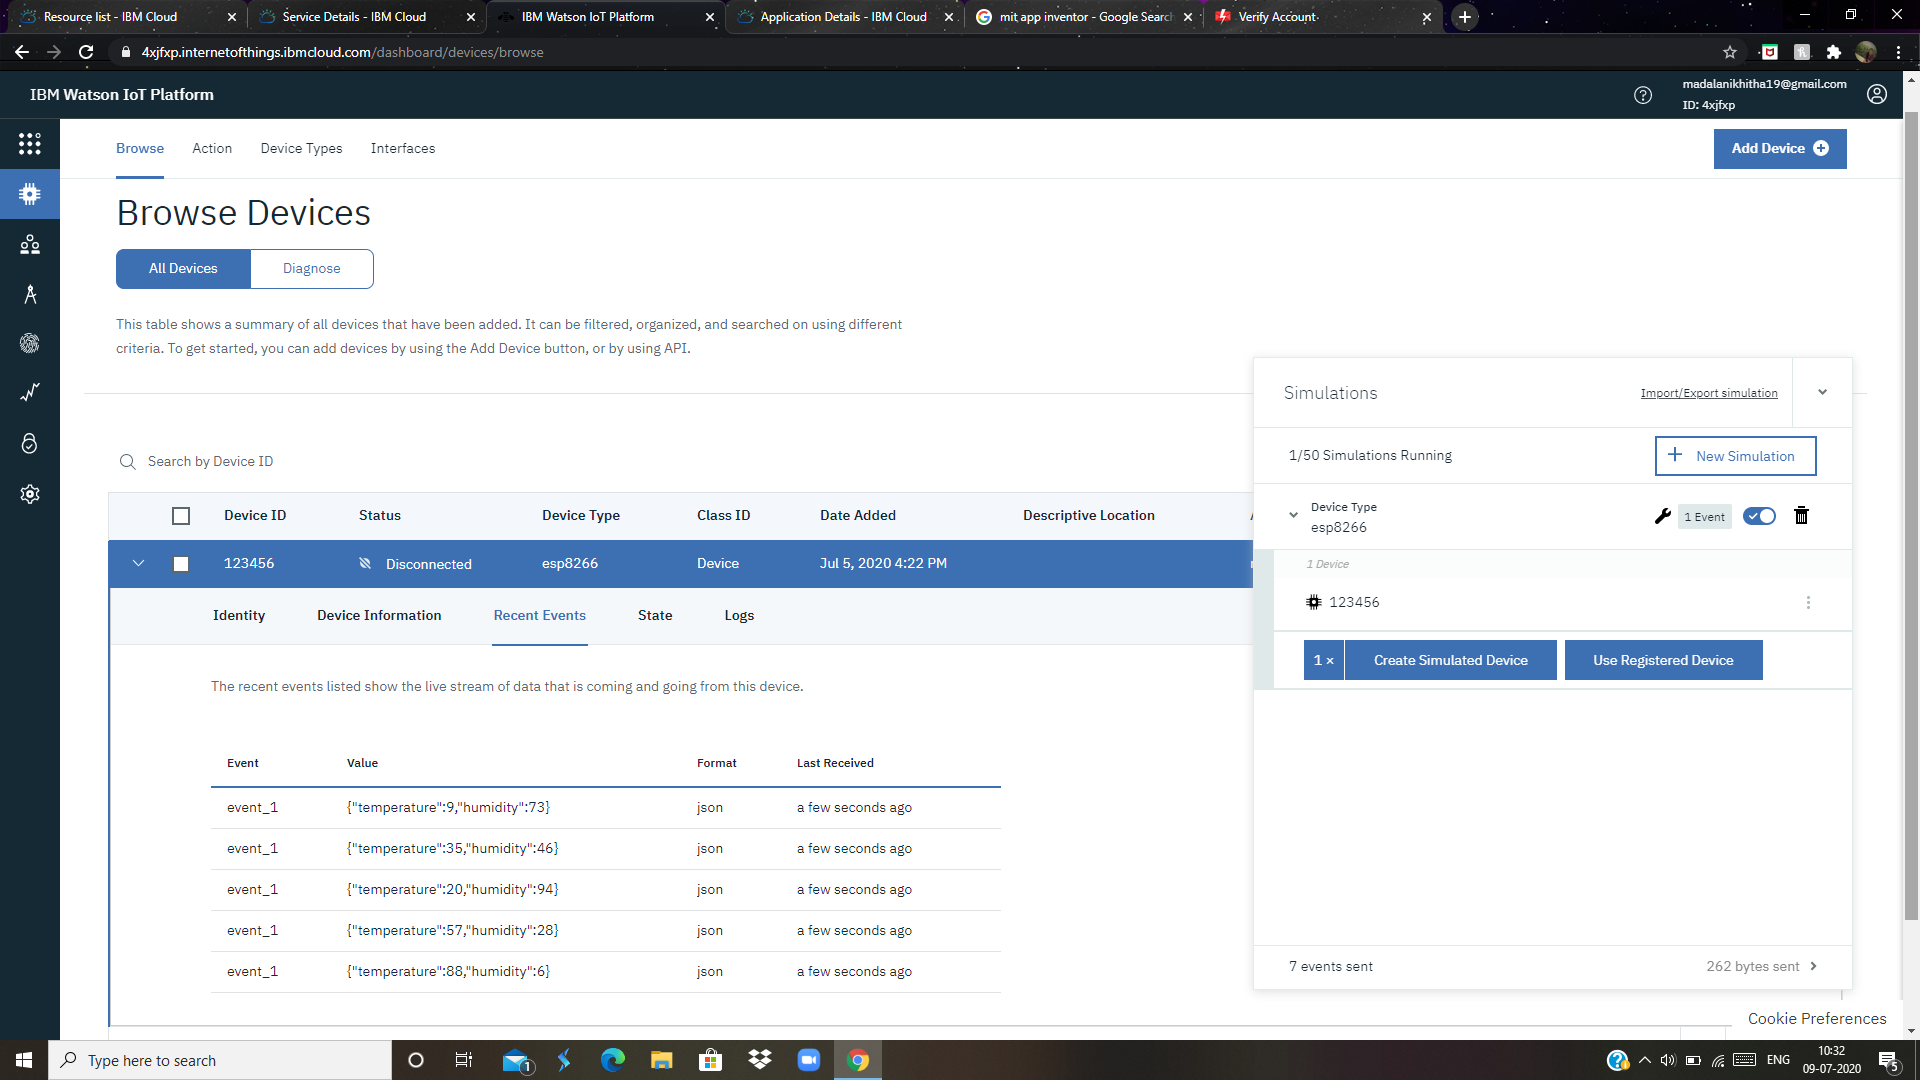 Resource list - IBM Cloud
Service Details - IBM Cloud
IBM Watson IoT Platform
Application Details - IBM Cloud
mit app inventor - Google Searc
Verify Account
4xjfxp.internetofthings.ibmcloud.com/dashboard/devices/browse
IBM Watson IoT Platform
madalanikhitha19@gmail.com
ID: 4xjfxp
Browse Action Device Types Interfaces
Add Device
Browse Devices
All Devices Diagnose
This table shows a summary of all devices that have been added. It can be filtered, organized, and searched on using different
criteria. To get started, you can add devices by using the Add Device button, or by using API.
Search by Device ID
Device ID Status Device Type Class ID Date Added Descriptive Location
123456 Disconnected esp8266 Device Jul 5, 2020 4:22 PM
Identity Device Information Recent Events State Logs
The recent events listed show the live stream of data that is coming and going from this device.
Event Value Format Last Received
event_1 {"temperature":9,"humidity":73} json a few seconds ago
event_1 {"temperature":35,"humidity":46} json a few seconds ago
event_1 {"temperature":20,"humidity":94} json a few seconds ago
event_1 {"temperature":57,"humidity":28} json a few seconds ago
event_1 {"temperature":88,"humidity":6} json a few seconds ago
Simulations
Import/Export simulation
1/50 Simulations Running
New Simulation
Device Type
esp8266
1 Event
1 Device
123456
1 × Create Simulated Device Use Registered Device
7 events sent
262 bytes sent
Cookie Preferences
Type here to search
1
ENG
10:32
09-07-2020
5